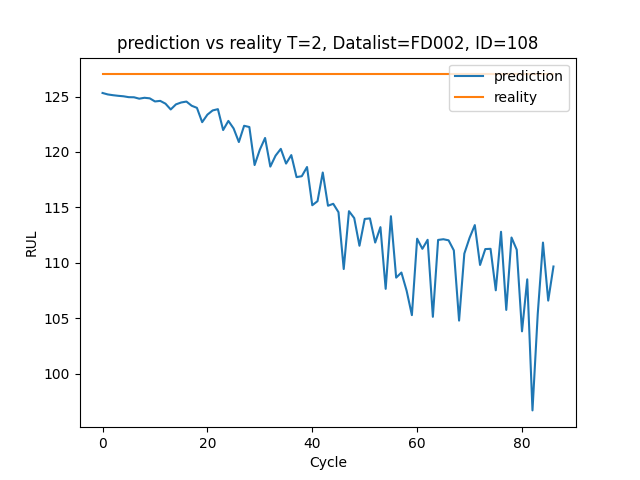 prediction vs reality T=2, Datalist=FD002, ID=108
prediction
reality
125
120
115
110
105
100
RUL
0 20 40 60 80
Cycle